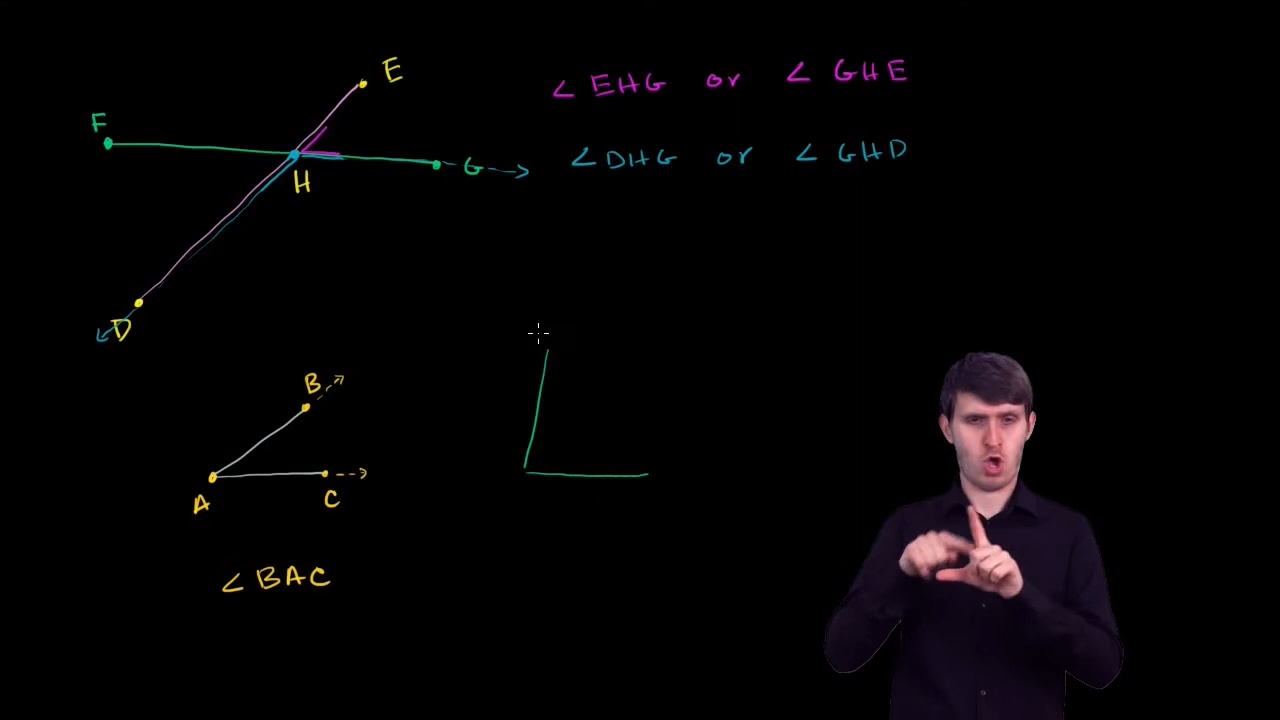 E
∠ EHG or ∠ GHE
F
∠ DHG or ∠ GHD
G
H
D
B
A
C
∠ BAC